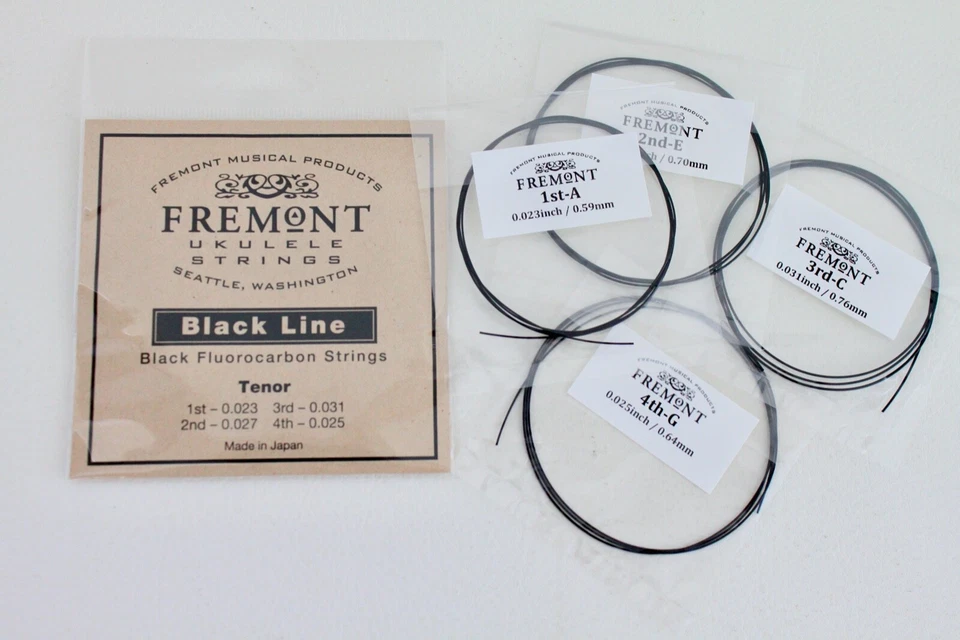 FREMONT MUSICAL PRODUCTS
FREMONT
UKULELE
STRINGS
SEATTLE, WASHINGTON
Black Line
Black Fluorocarbon Strings
Tenor
1st – 0.023 3rd – 0.031
2nd – 0.027 4th – 0.025
Made in Japan
FREMONT MUSICAL PRODUCTS
FREMONT
2nd-E
/ 0.70mm
FREMONT MUSICAL PRODUCTS
FREMONT
1st-A
0.023inch / 0.59mm
FREMONT MUSICAL PRODUCTS
FREMONT
3rd-C
0.031inch / 0.76mm
FREMONT MUSICAL PRODUCTS
FREMONT
4th-G
0.025inch / 0.64mm